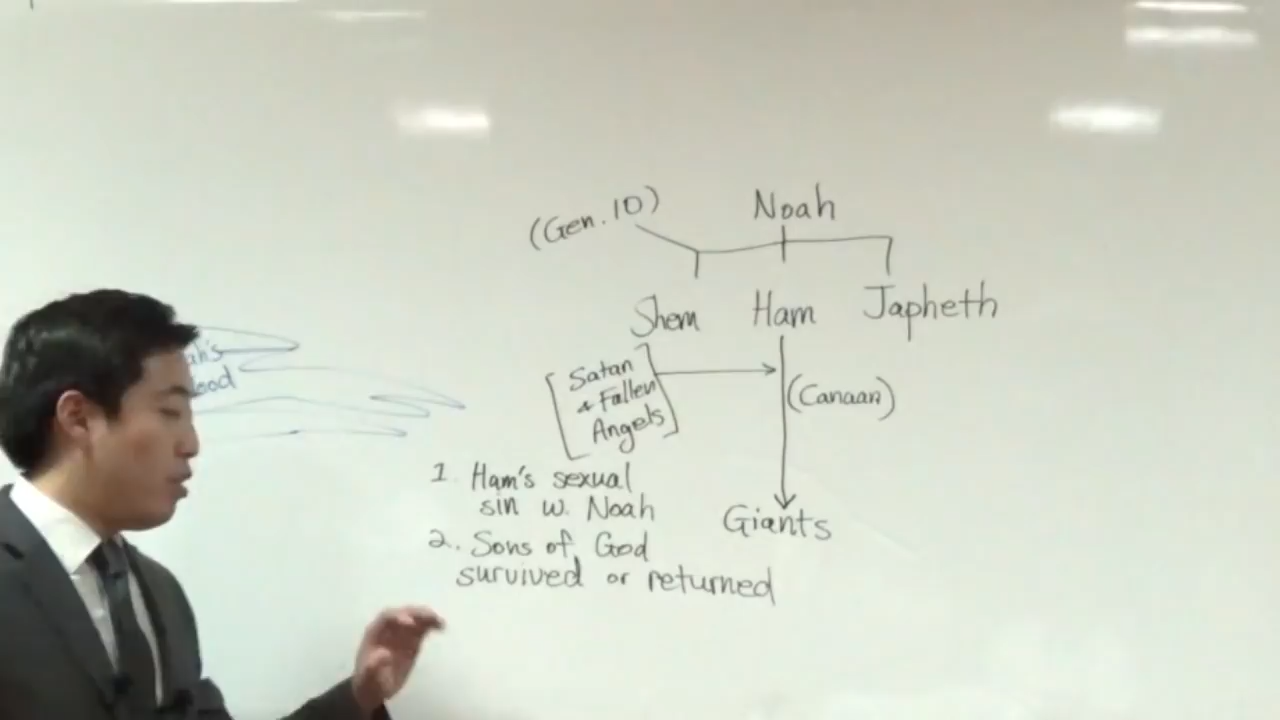 (Gen. 10)
Noah
Shem Ham Japheth
Satan
& Fallen
Angels
(Canaan)
1. Ham's sexual
sin w. Noah
Giants
2. Sons of God
survived or returned